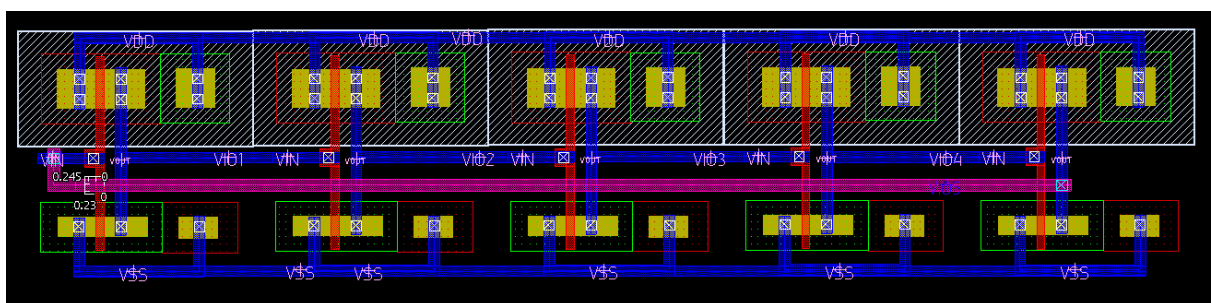 VDD VDD VDD VDD VDD VDD
VIN VOUT VIO1 VIN VOUT VIO2 VIN VOUT VIO3 VIN VOUT VIO4 VIN VOUT
0.245 0
0
0.23
VSS VSS VSS VSS VSS VSS